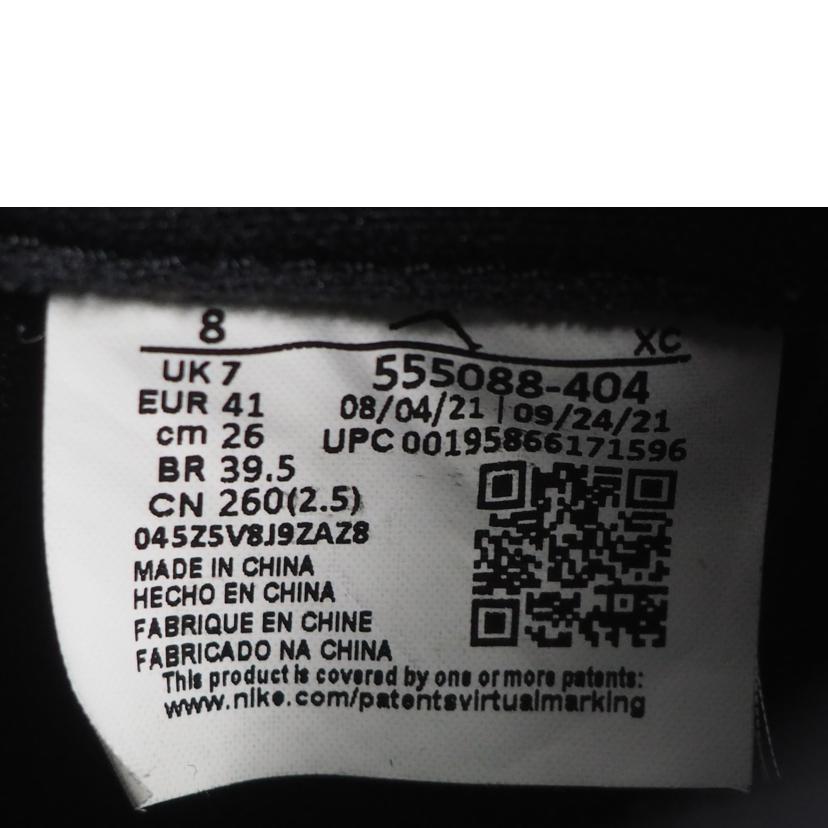 8 XC
UK 7 555088-404
EUR 41 08/04/21 | 09/24/21
cm 26 UPC 00195866171596
BR 39.5
CN 260(2.5)
045Z5V8J9ZAZ8
MADE IN CHINA
HECHO EN CHINA
FABRIQUE EN CHINE
FABRICADO NA CHINA
This product is covered by one or more patents:
www.nike.com/patentsvirtualmarking